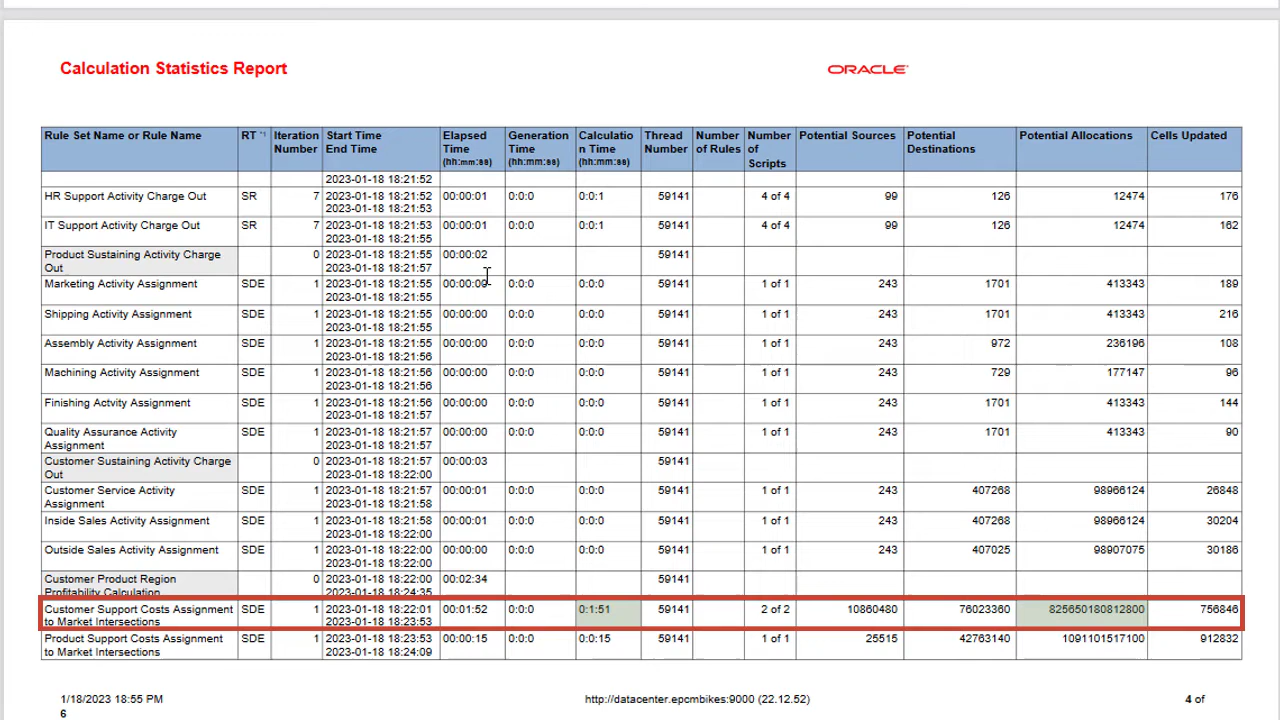 Calculation Statistics Report
ORACLE
Rule Set Name or Rule Name RT *1 Iteration Number Start Time End Time Elapsed Time (hh:mm:ss) Generation Time (hh:mm:ss) Calculatio n Time (hh:mm:ss) Thread Number Number of Rules Number of Scripts Potential Sources Potential Destinations Potential Allocations Cells Updated
2023-01-18 18:21:52
HR Support Activity Charge Out SR 7 2023-01-18 18:21:52 00:00:01 0:0:0 0:0:1 59141 4 of 4 99 126 12474 176
2023-01-18 18:21:53
IT Support Activity Charge Out SR 7 2023-01-18 18:21:53 00:00:01 0:0:0 0:0:1 59141 4 of 4 99 126 12474 162
2023-01-18 18:21:55
Product Sustaining Activity Charge 0 2023-01-18 18:21:55 00:00:02 59141
Out 2023-01-18 18:21:57
Marketing Activity Assignment SDE 1 2023-01-18 18:21:55 00:00:00 0:0:0 0:0:0 59141 1 of 1 243 1701 413343 189
2023-01-18 18:21:55
Shipping Activity Assignment SDE 1 2023-01-18 18:21:55 00:00:00 0:0:0 0:0:0 59141 1 of 1 243 1701 413343 216
2023-01-18 18:21:55
Assembly Activity Assignment SDE 1 2023-01-18 18:21:55 00:00:00 0:0:0 0:0:0 59141 1 of 1 243 972 236196 108
2023-01-18 18:21:56
Machining Activity Assignment SDE 1 2023-01-18 18:21:56 00:00:00 0:0:0 0:0:0 59141 1 of 1 243 729 177147 96
2023-01-18 18:21:56
Finishing Activity Assignment SDE 1 2023-01-18 18:21:56 00:00:00 0:0:0 0:0:0 59141 1 of 1 243 1701 413343 144
2023-01-18 18:21:57
Quality Assurance Activity SDE 1 2023-01-18 18:21:57 00:00:00 0:0:0 0:0:0 59141 1 of 1 243 1701 413343 90
Assignment 2023-01-18 18:21:57
Customer Sustaining Activity Charge 0 2023-01-18 18:21:57 00:00:03 59141
Out 2023-01-18 18:22:00
Customer Service Activity SDE 1 2023-01-18 18:21:57 00:00:01 0:0:0 0:0:0 59141 1 of 1 243 407268 98966124 26848
Assignment 2023-01-18 18:21:58
Inside Sales Activity Assignment SDE 1 2023-01-18 18:21:58 00:00:01 0:0:0 0:0:0 59141 1 of 1 243 407268 98966124 30204
2023-01-18 18:22:00
Outside Sales Activity Assignment SDE 1 2023-01-18 18:22:00 00:00:00 0:0:0 0:0:0 59141 1 of 1 243 407025 98907075 30186
2023-01-18 18:22:00
Customer Product Region 0 2023-01-18 18:22:00 00:02:34 59141
Profitability Calculation 2023-01-18 18:24:35
Customer Support Costs Assignment SDE 1 2023-01-18 18:22:01 00:01:52 0:0:0 0:1:51 59141 2 of 2 10860480 76023360 825650180812800 756846
to Market Intersections 2023-01-18 18:23:53
Product Support Costs Assignment SDE 1 2023-01-18 18:23:53 00:00:15 0:0:0 0:0:15 59141 1 of 1 25515 42763140 1091101517100 912832
to Market Intersections 2023-01-18 18:24:09
1/18/2023 18:55 PM http://datacenter.epcmbikes:9000 (22.12.52) 4 of
6